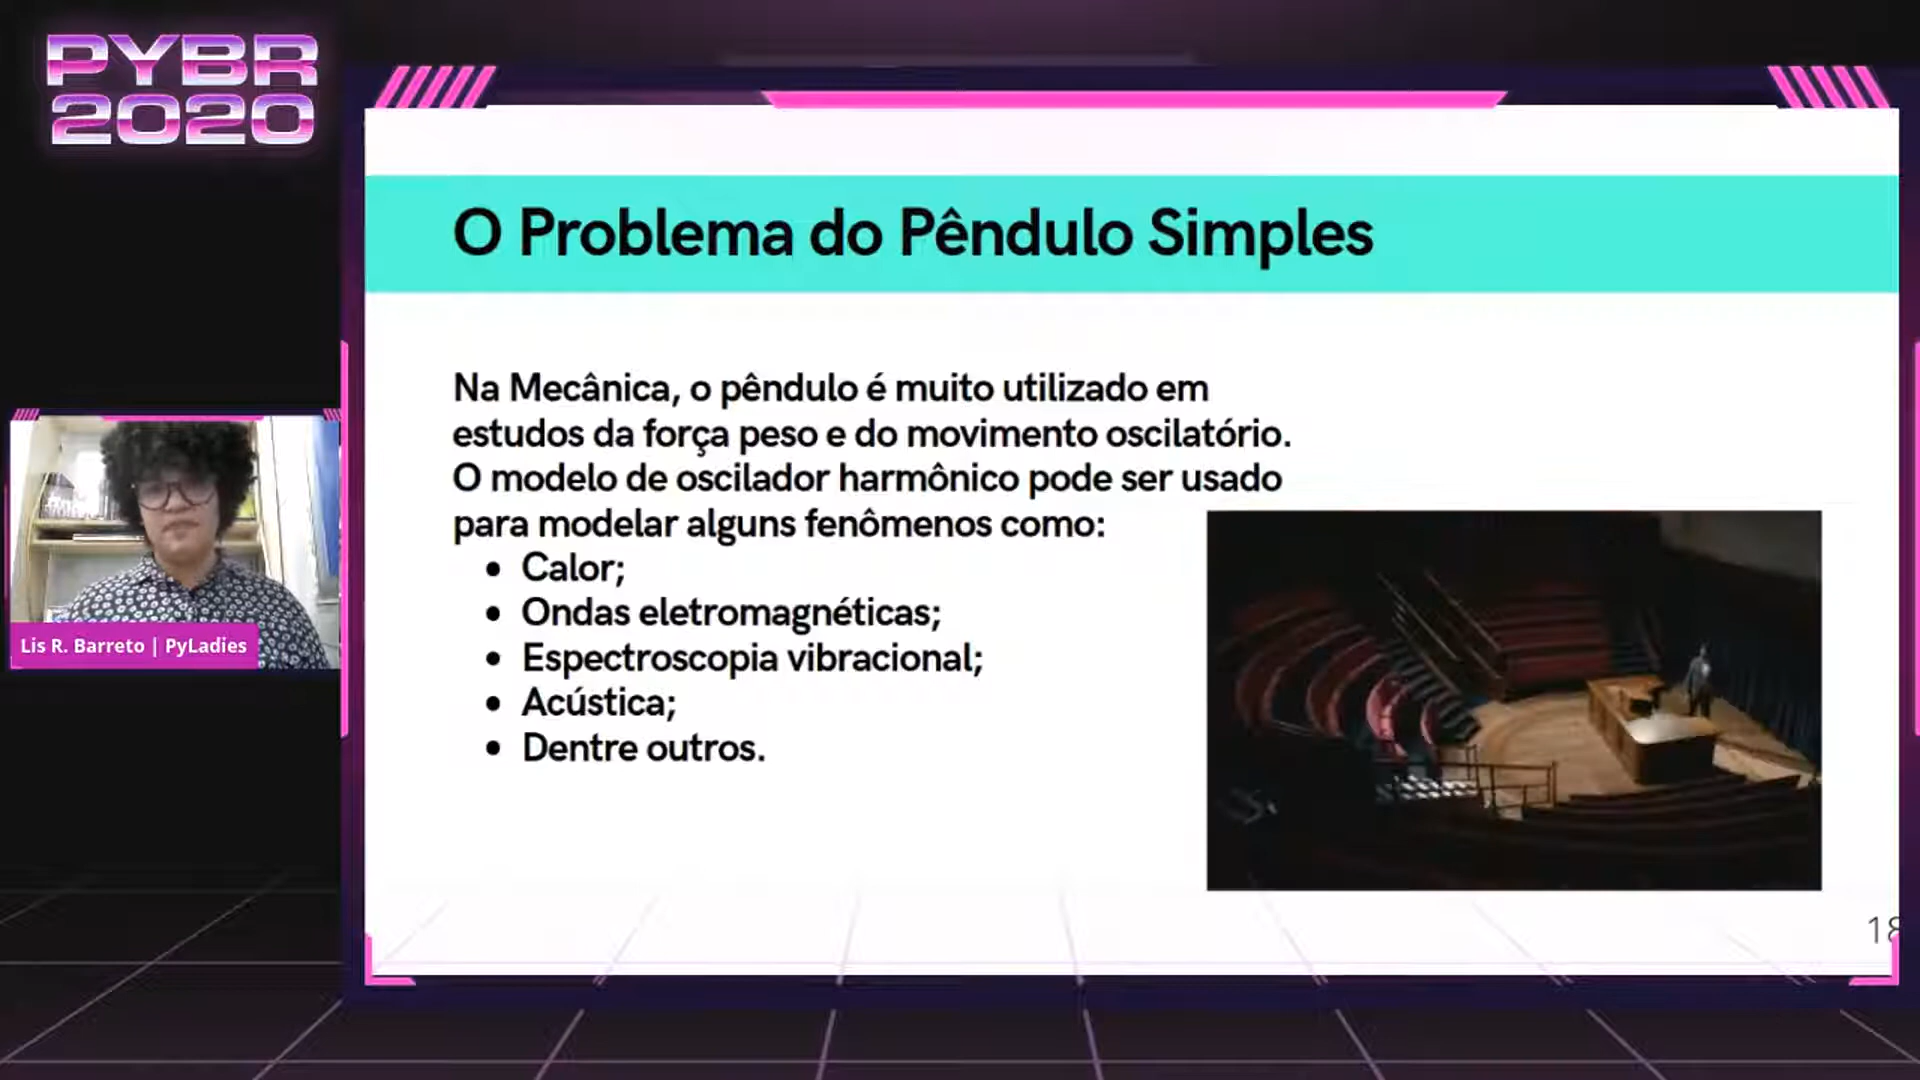 PYBR
2020
O Problema do Pêndulo Simples
Na Mecânica, o pêndulo é muito utilizado em
estudos da força peso e do movimento oscilatório.
O modelo de oscilador harmônico pode ser usado
para modelar alguns fenômenos como:
• Calor;
• Ondas eletromagnéticas;
• Espectroscopia vibracional;
• Acústica;
• Dentre outros.
Lis R. Barreto | PyLadies
18